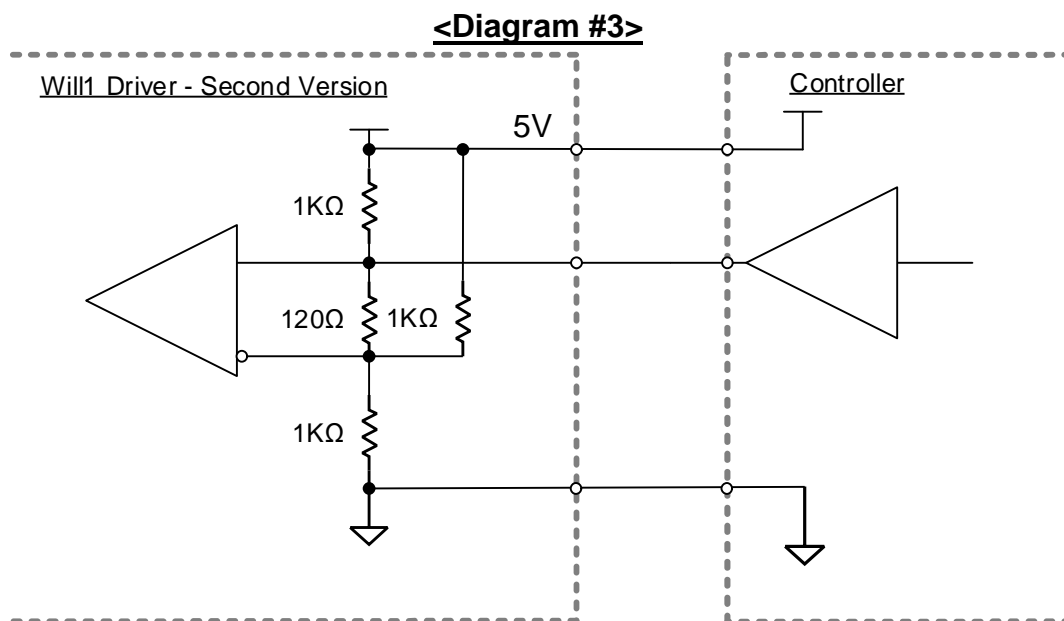 <Diagram #3>
Will1 Driver - Second Version
Controller
5V
1KΩ
120Ω
1KΩ
1KΩ